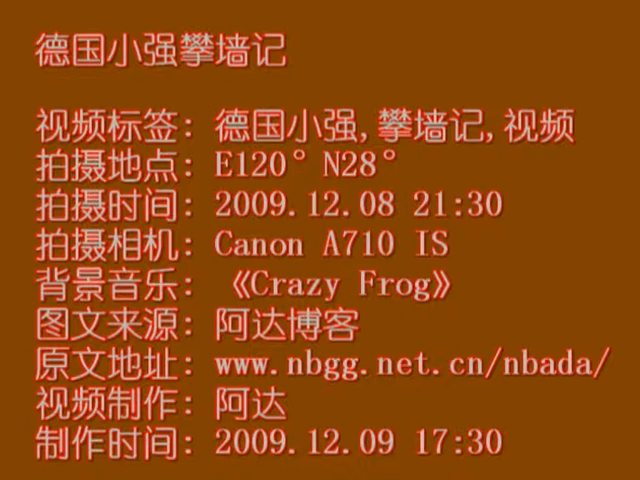 德国小强攀墙记
视频标签: 德国小强,攀墙记,视频
拍摄地点: E120° N28°
拍摄时间: 2009.12.08 21:30
拍摄相机: Canon A710 IS
背景音乐: 《Crazy Frog》
图文来源: 阿达博客
原文地址: www.nbgg.net.cn/nbada/
视频制作: 阿达
制作时间: 2009.12.09 17:30